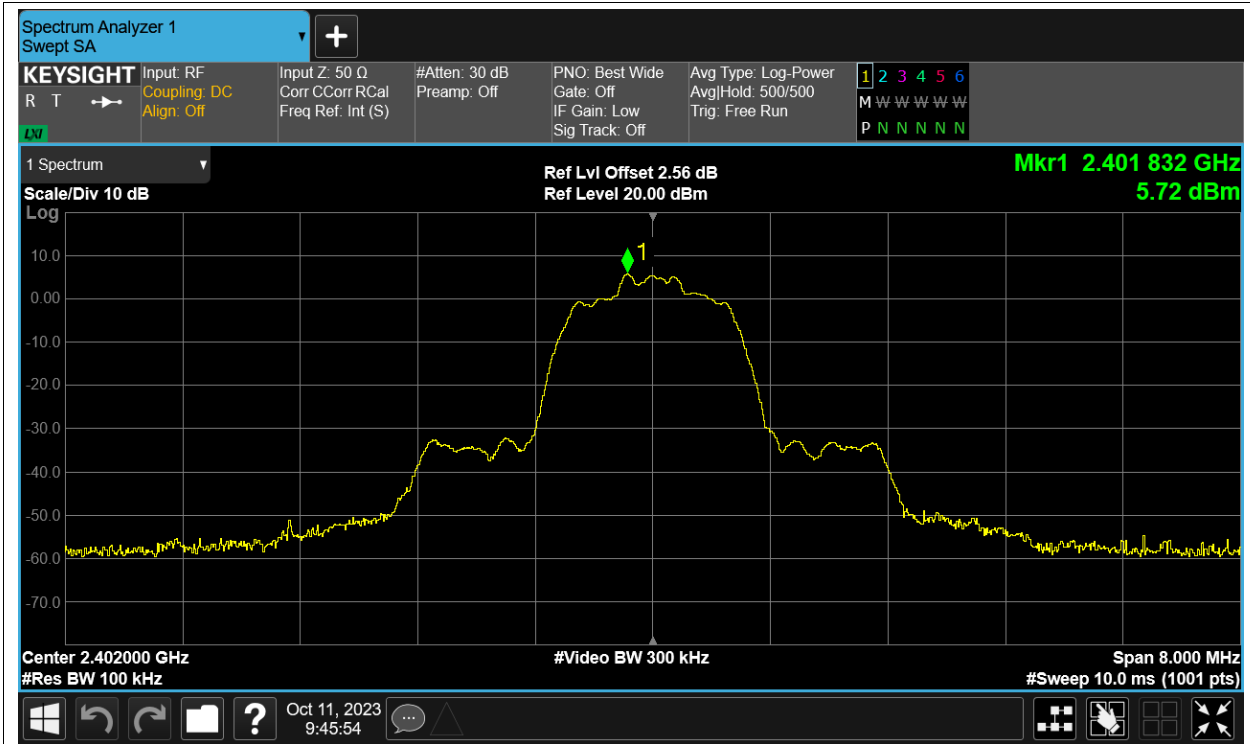 Spectrum Analyzer 1
Swept SA
KEYSIGHT
R T
LXI
Input: RF
Coupling: DC
Align: Off
Input Z: 50 Ω
Corr CCorr RCal
Freq Ref: Int (S)
#Atten: 30 dB
Preamp: Off
PNO: Best Wide
Gate: Off
IF Gain: Low
Sig Track: Off
Avg Type: Log-Power
Avg|Hold: 500/500
Trig: Free Run
1 2 3 4 5 6
M W W W W W
P N N N N N
1 Spectrum
Scale/Div 10 dB
Log
Ref Lvl Offset 2.56 dB
Ref Level 20.00 dBm
Mkr1 2.401 832 GHz
5.72 dBm
1
10.0
0.00
-10.0
-20.0
-30.0
-40.0
-50.0
-60.0
-70.0
Center 2.402000 GHz
#Res BW 100 kHz
#Video BW 300 kHz
Span 8.000 MHz
#Sweep 10.0 ms (1001 pts)
?
Oct 11, 2023
9:45:54